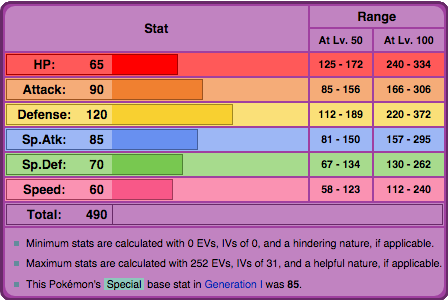 Stat Range
At Lv. 50 At Lv. 100
HP: 65 125 - 172 240 - 334
Attack: 90 85 - 156 166 - 306
Defense: 120 112 - 189 220 - 372
Sp.Atk: 85 81 - 150 157 - 295
Sp.Def: 70 67 - 134 130 - 262
Speed: 60 58 - 123 112 - 240
Total: 490
Minimum stats are calculated with 0 EVs, IVs of 0, and a hindering nature, if applicable.
Maximum stats are calculated with 252 EVs, IVs of 31, and a helpful nature, if applicable.
This Pokémon's Special base stat in Generation I was 85.